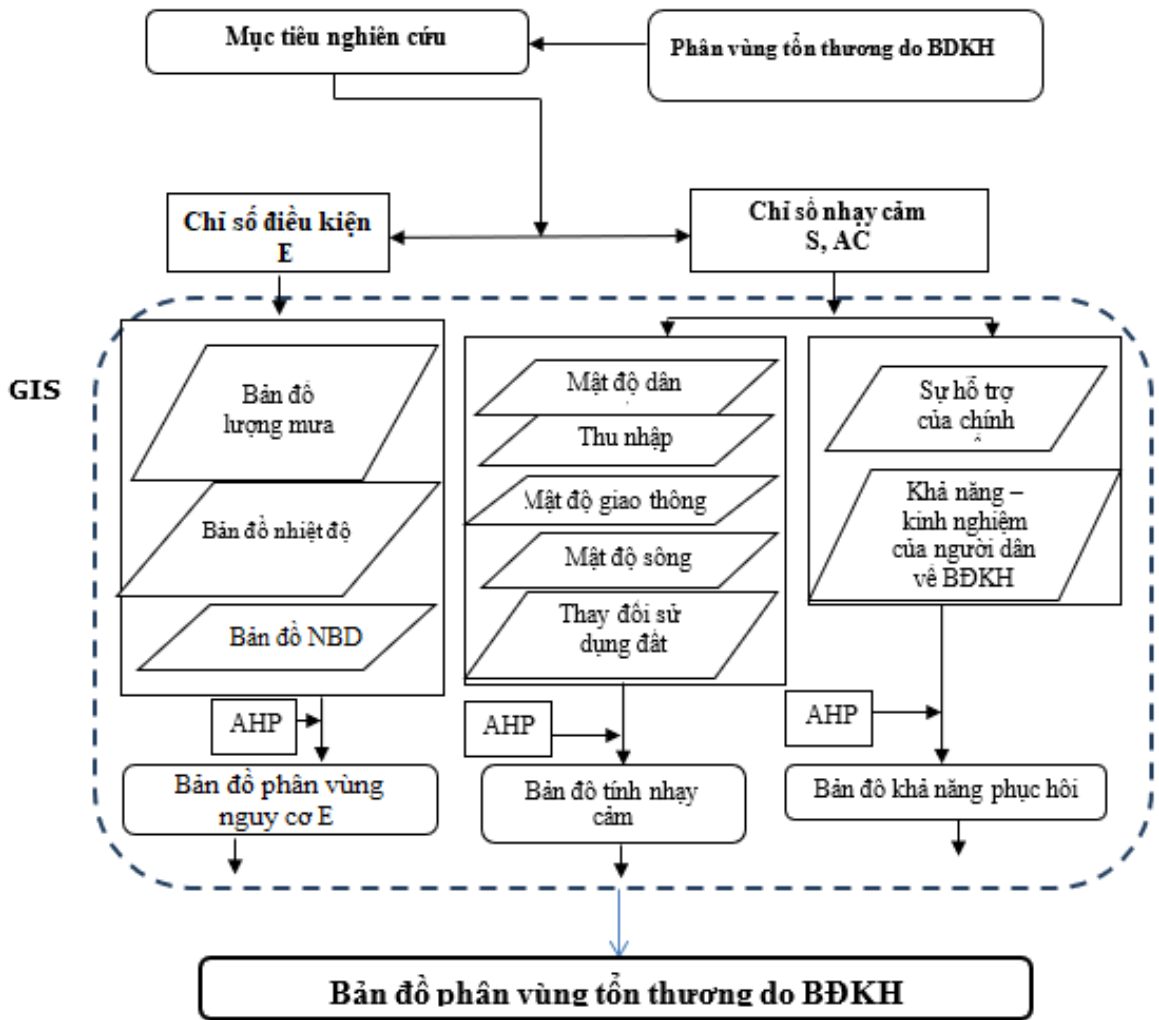 Mục tiêu nghiên cứu
Phân vùng tổn thương do BDKH
Chỉ số điều kiện
E
Chỉ số nhạy cảm
S, AC
GIS
Bản đồ
lượng mưa
Bản đồ nhiệt độ
Bản đồ NBD
Mật độ dân
Thu nhập
Mật độ giao thông
Mật độ sông
Thay đổi sử
dụng đất
Sự hỗ trợ
của chính
Khả năng –
kinh nghiệm
của người dân
về BĐKH
AHP
AHP
AHP
Bản đồ phân vùng
nguy cơ E
Bản đồ tính nhạy
cảm
Bản đồ khả năng phục hồi
Bản đồ phân vùng tổn thương do BĐKH